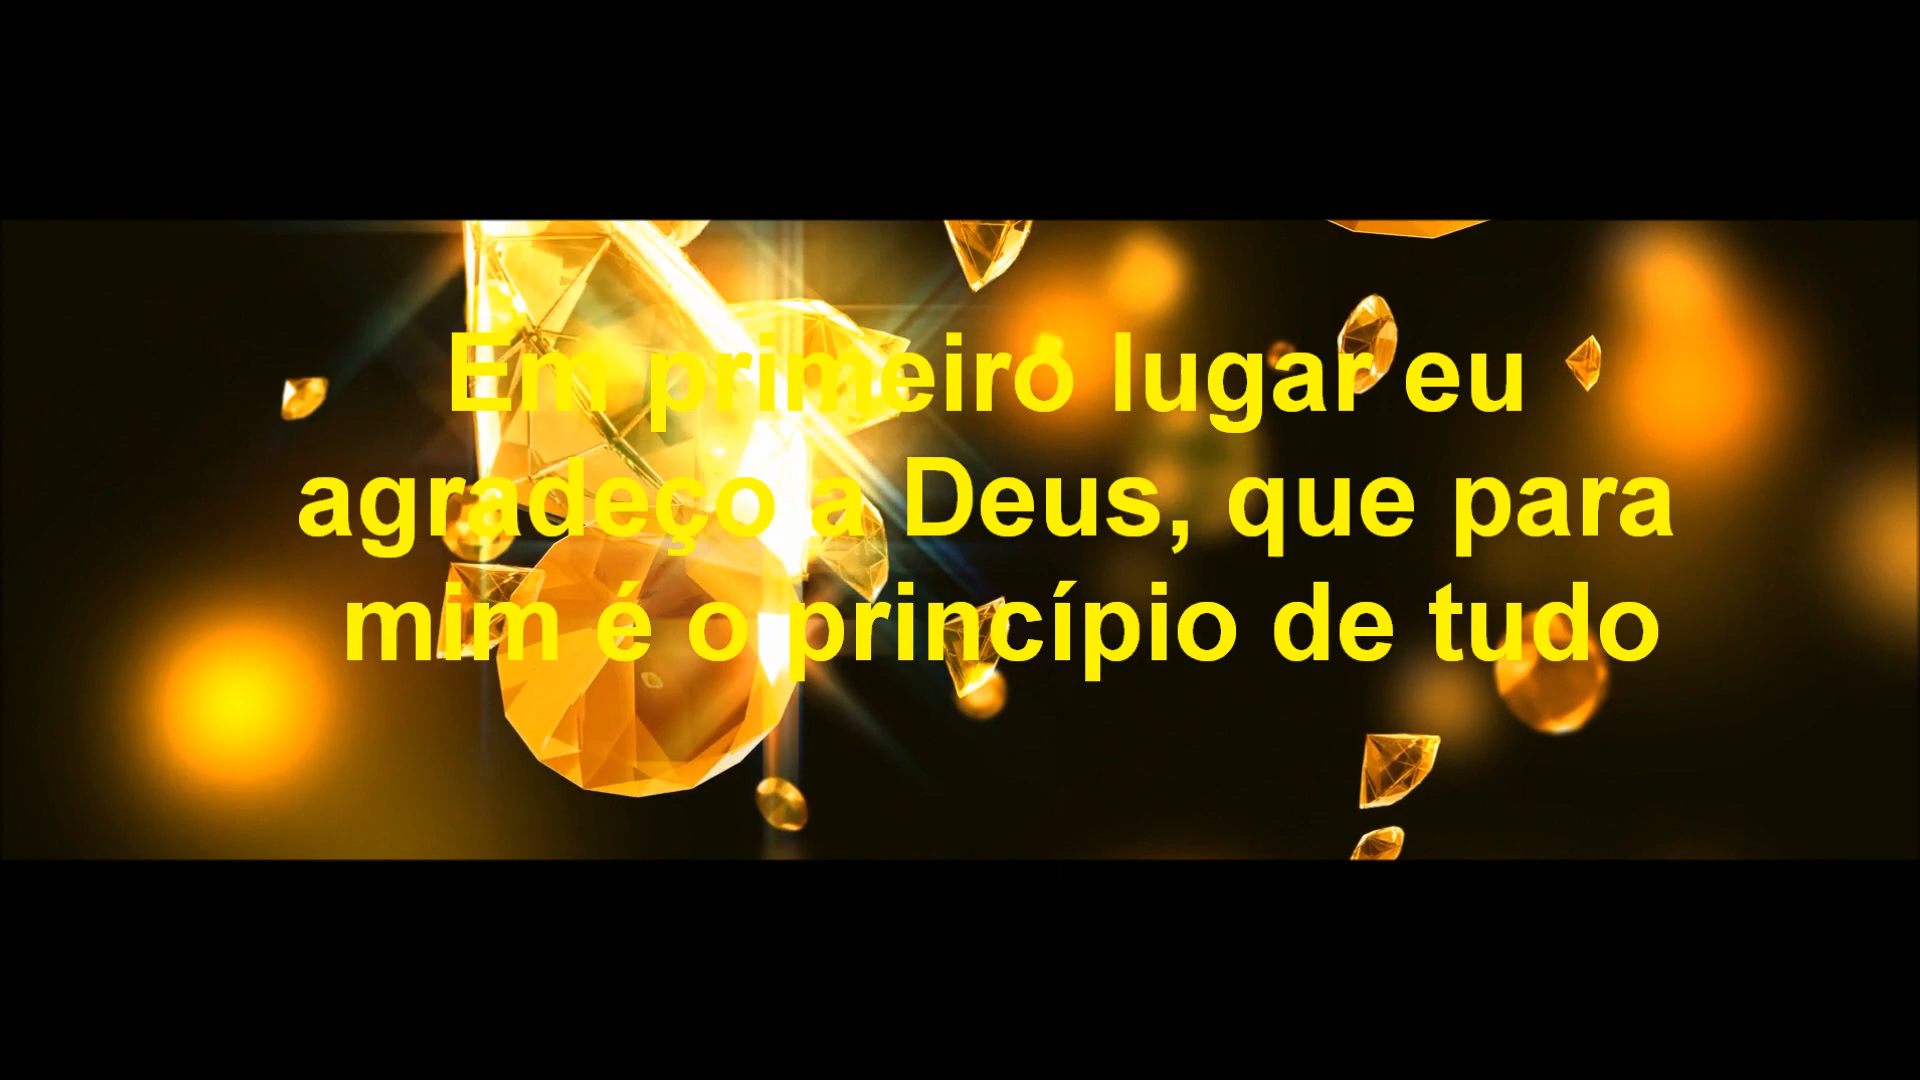 Em primeiro lugar eu
agradeço a Deus, que para
mim é o princípio de tudo